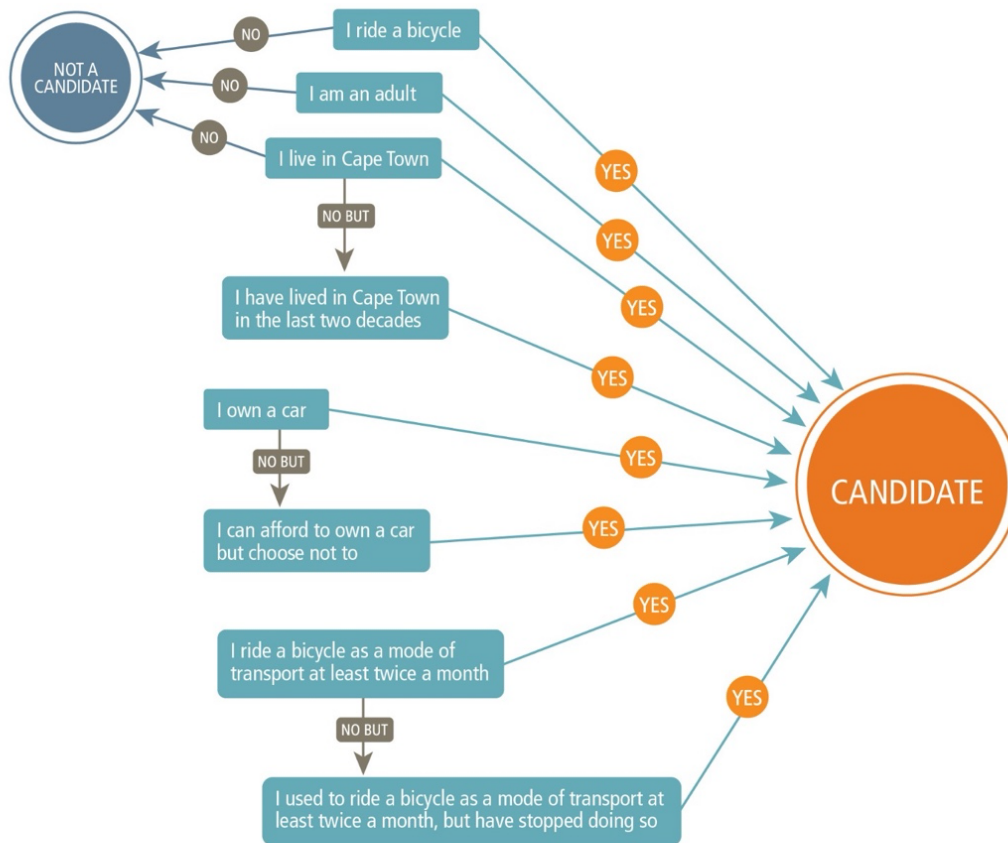 NOT A
CANDIDATE
NO
I ride a bicycle
NO
I am an adult
NO
I live in Cape Town
YES
NO BUT
YES
I have lived in Cape Town
in the last two decades
YES
YES
I own a car
NO BUT
YES
CANDIDATE
I can afford to own a car
but choose not to
YES
I ride a bicycle as a mode of
transport at least twice a month
YES
NO BUT
YES
I used to ride a bicycle as a mode of transport at
least twice a month, but have stopped doing so